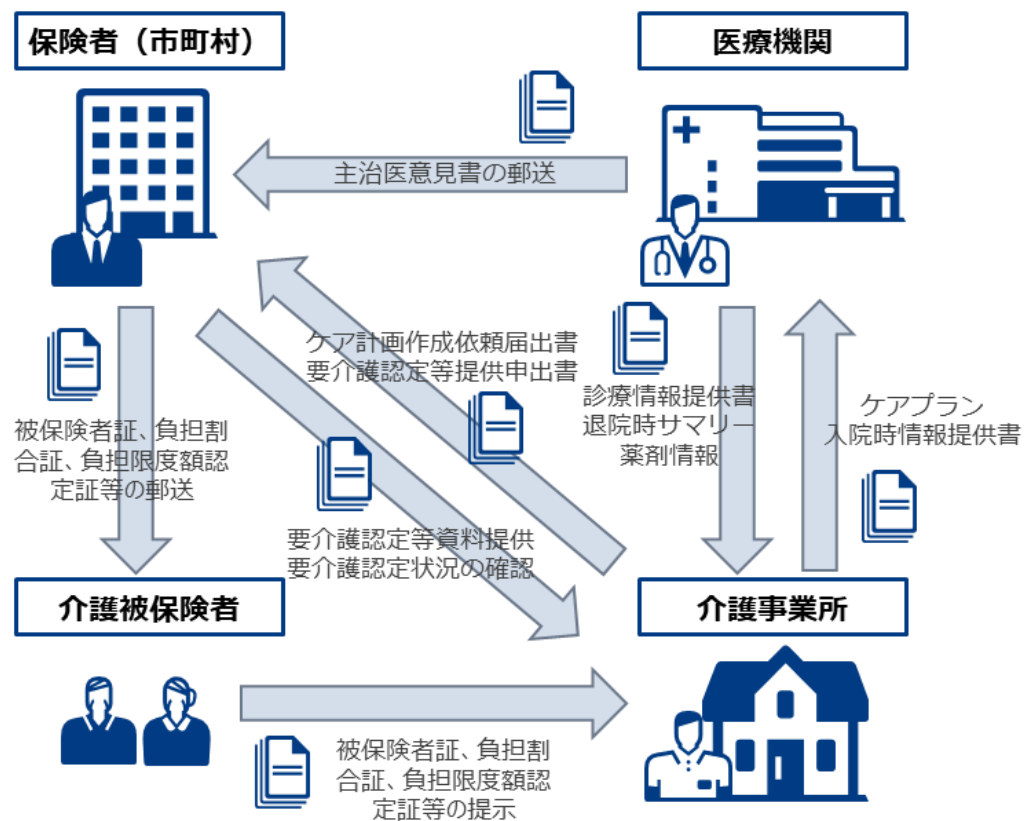 保険者（市町村）
医療機関
主治医意見書の郵送
ケア計画作成依頼届出書
要介護認定等提供申出書
被保険者証、負担割
合証、負担限度額認
定証等の郵送
診療情報提供書
退院時サマリー
薬剤情報
ケアプラン
入院時情報提供書
要介護認定等資料提供
要介護認定状況の確認
介護被保険者
介護事業所
被保険者証、負担割
合証、負担限度額認
定証等の提示